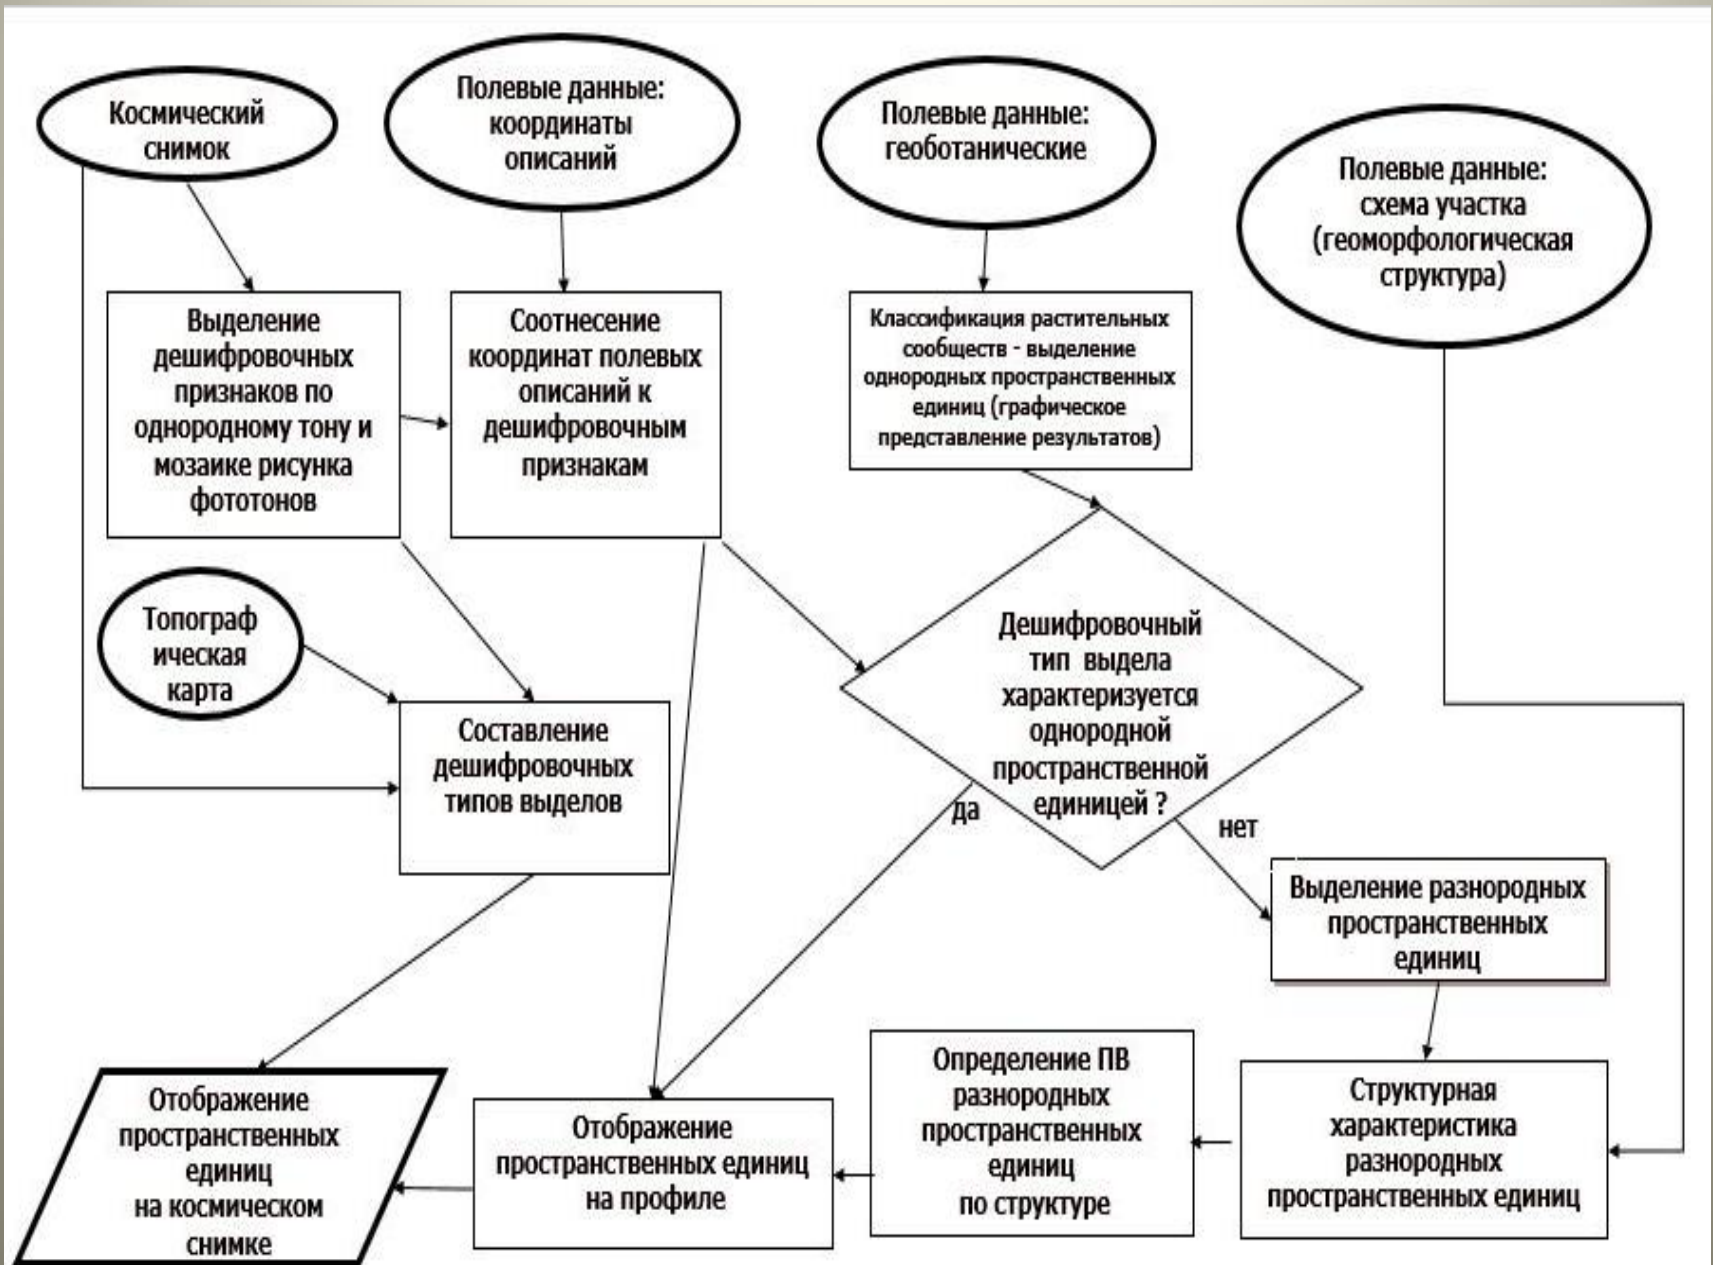 Космический
снимок
Полевые данные:
координаты
описаний
Полевые данные:
геоботанические
Полевые данные:
схема участка
(геоморфологическая
структура)
Выделение
дешифровочных
признаков по
однородному тону и
мозаике рисунка
фототонов
Соотнесение
координат полевых
описаний к
дешифровочным
признакам
Классификация растительных
сообществ - выделение
однородных пространственных
единиц (графическое
представление результатов)
Топограф
ическая
карта
Составление
дешифровочных
типов выделов
Дешифровочный
тип выдела
характеризуется
однородной
пространственной
единицей ?
да
нет
Выделение разнородных
пространственных
единиц
Отображение
пространственных
единиц
на космическом
снимке
Отображение
пространственных единиц
на профиле
Определение ПВ
разнородных
пространственных
единиц
по структуре
Структурная
характеристика
разнородных
пространственных единиц